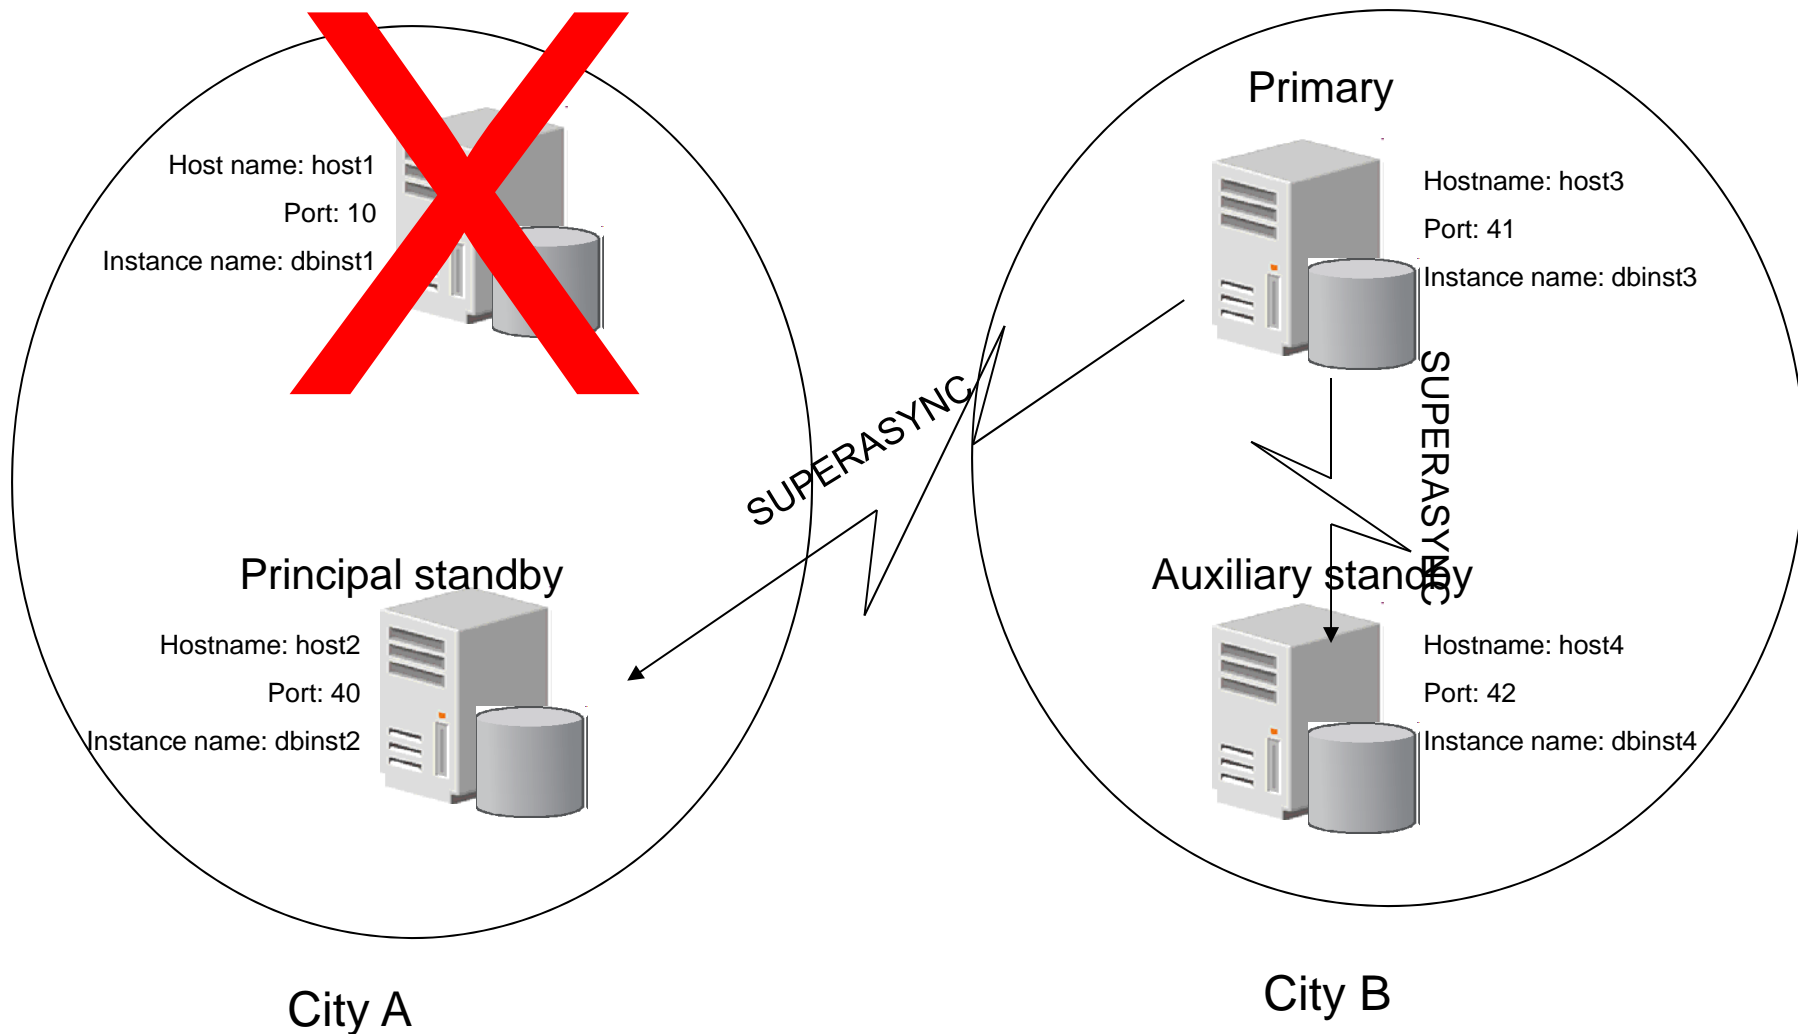 Host name: host1
Port: 10
Instance name: dbinst1
Primary
Hostname: host3
Port: 41
Instance name: dbinst3
SUPERASYNC
SUPERASYNC
Principal standby
Hostname: host2
Port: 40
Instance name: dbinst2
Auxiliary standby
Hostname: host4
Port: 42
Instance name: dbinst4
City A
City B